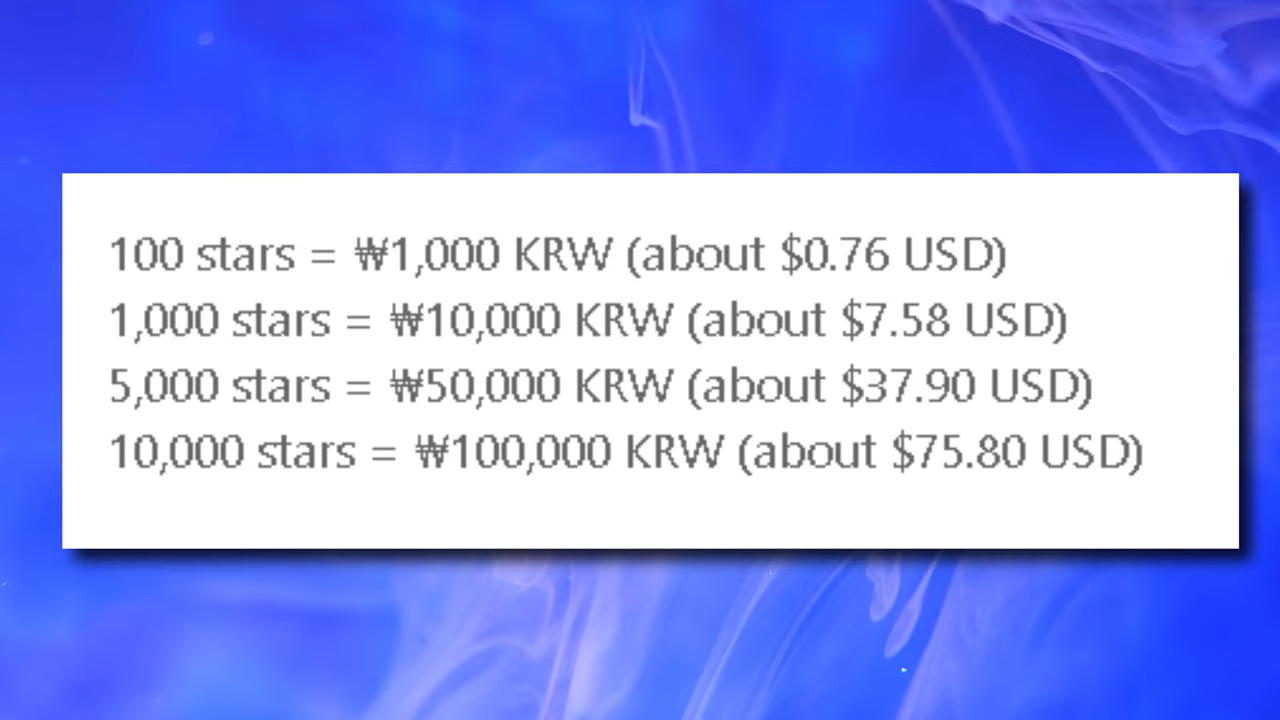 100 stars = ₩1,000 KRW (about $0.76 USD)
1,000 stars = ₩10,000 KRW (about $7.58 USD)
5,000 stars = ₩50,000 KRW (about $37.90 USD)
10,000 stars = ₩100,000 KRW (about $75.80 USD)